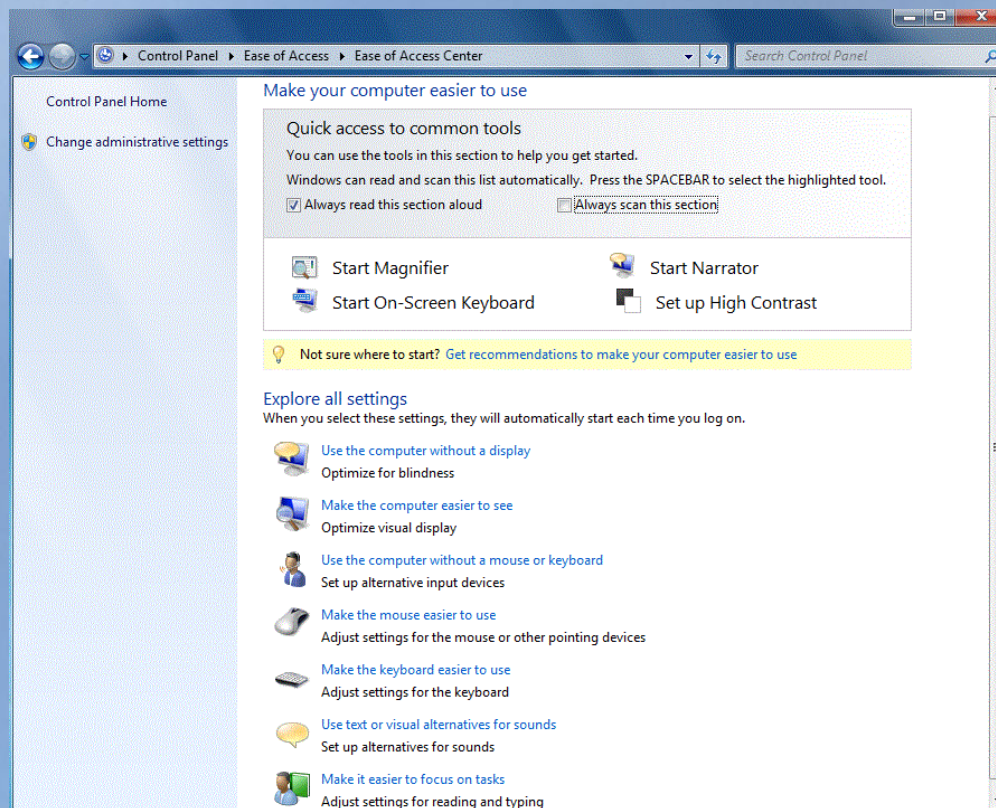 Control Panel Ease of Access Ease of Access Center
Search Control Panel
Control Panel Home
Change administrative settings
Make your computer easier to use
Quick access to common tools
You can use the tools in this section to help you get started.
Windows can read and scan this list automatically. Press the SPACEBAR to select the highlighted tool.
Always read this section aloud Always scan this section
Start Magnifier Start Narrator
Start On-Screen Keyboard Set up High Contrast
Not sure where to start? Get recommendations to make your computer easier to use
Explore all settings
When you select these settings, they will automatically start each time you log on.
Use the computer without a display
Optimize for blindness
Make the computer easier to see
Optimize visual display
Use the computer without a mouse or keyboard
Set up alternative input devices
Make the mouse easier to use
Adjust settings for the mouse or other pointing devices
Make the keyboard easier to use
Adjust settings for the keyboard
Use text or visual alternatives for sounds
Set up alternatives for sounds
Make it easier to focus on tasks
Adjust settings for reading and typing